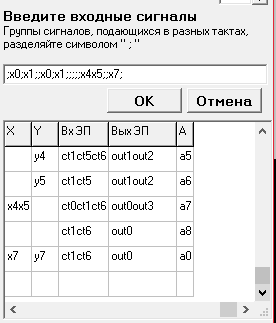 Введите входные сигналы
Группы сигналов, подающихся в разных тактах,
разделяйте символом " ; "
;x0;x1;;x0;x1;;;;;x4x5;;x7;
OK Отмена
X Y Вх ЭП Вых ЭП A
y4 ct1ct5ct6 out1out2 a5
y5 ct1ct5 out1out2 a6
x4x5 ct0ct1ct6 out0out3 a7
ct1ct6 out0 a8
x7 y7 ct1ct6 out0 a0